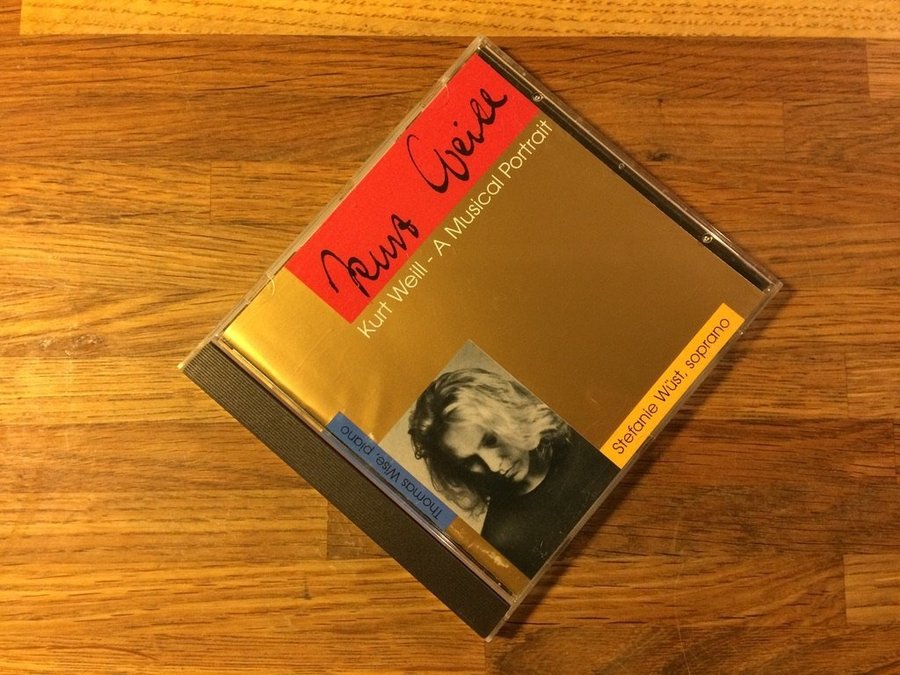 Kurt Weill
Kurt Weill - A Musical Portrait
Stefanie Wüst, soprano
Thomas Wise, piano